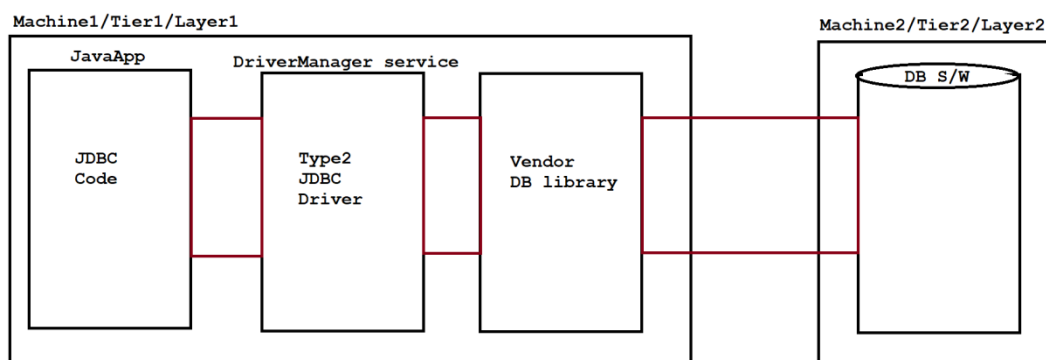 Machine1/Tier1/Layer1
Machine2/Tier2/Layer2
JavaApp
DriverManager service
DB S/W
JDBC
Code
Type2
JDBC
Driver
Vendor
DB library